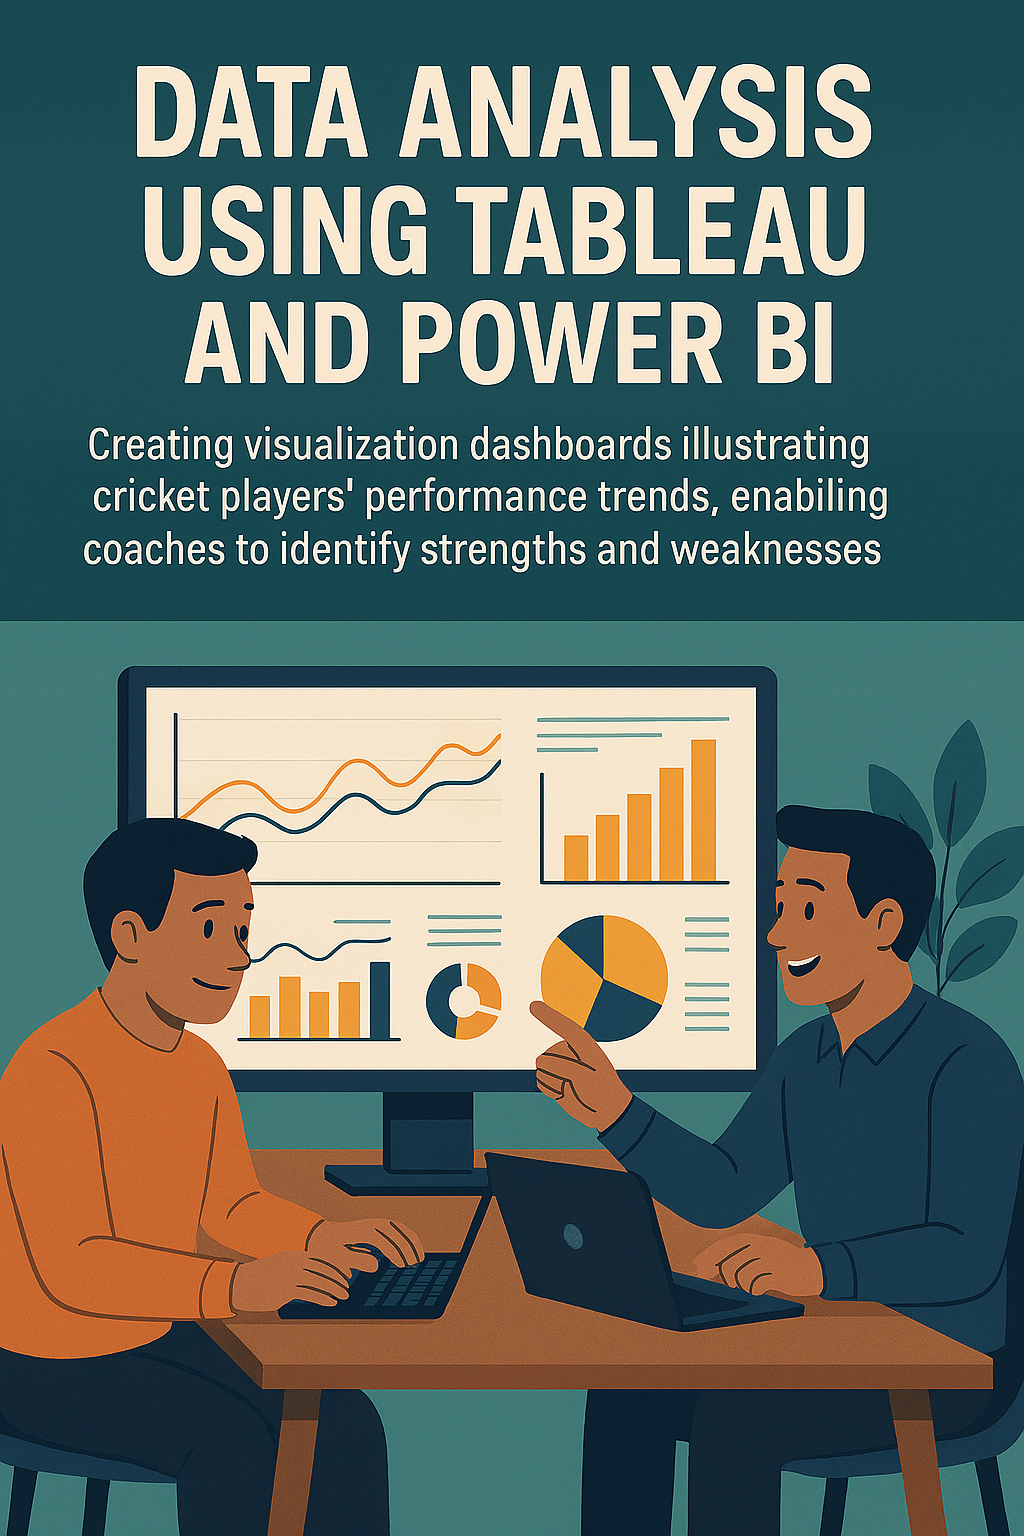 DATA ANALYSIS
USING TABLEAU
AND POWER BI
Creating visualization dashboards illustrating
cricket players' performance trends, enabiling
coaches to identify strengths and weaknesses